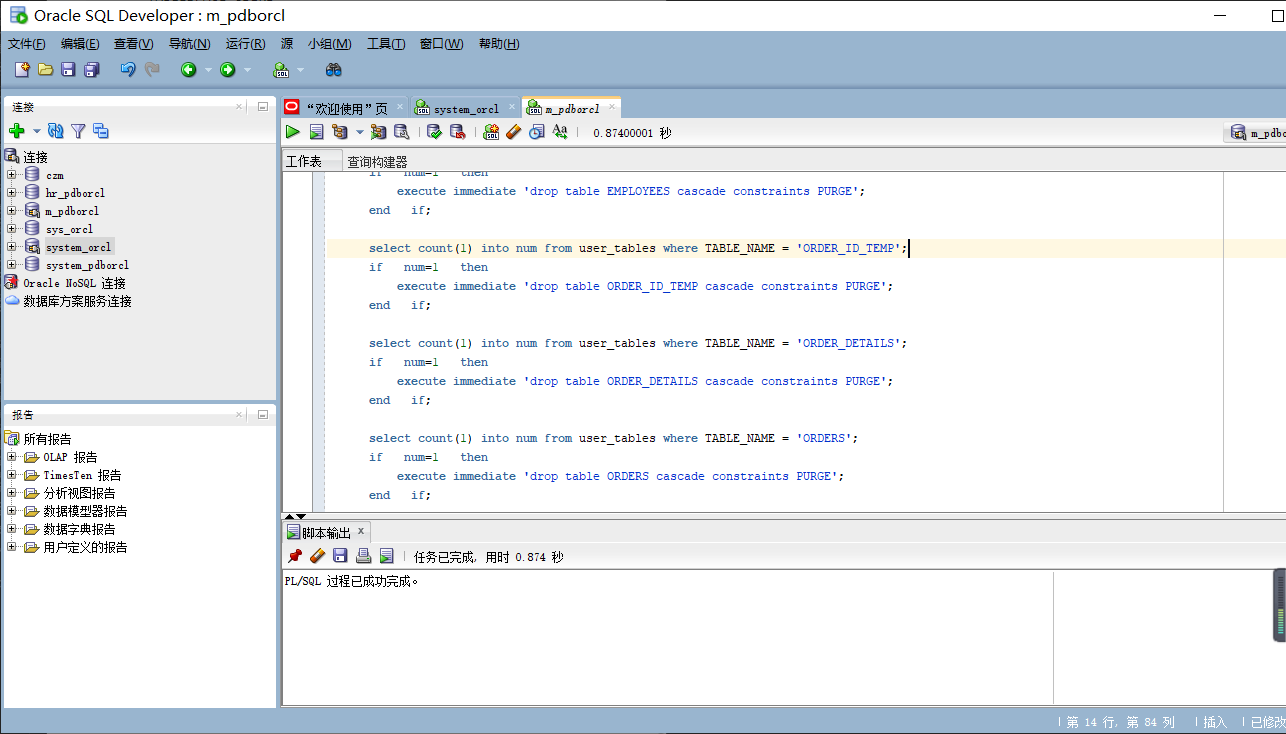 Oracle SQL Developer : m_pdborcl
文件(F) 编辑(E) 查看(V) 导航(N) 运行(R) 源 小组(M) 工具(T) 窗口(W) 帮助(H)
连接
连接
czm
hr_pdborcl
m_pdborcl
sys_orcl
system_orcl
system_pdborcl
Oracle NoSQL 连接
数据库方案服务连接
报告
所有报告
OLAP 报告
TimesTen 报告
分析视图报告
数据模型器报告
数据字典报告
用户定义的报告
“欢迎使用”页 system_orcl m_pdborcl
0.87400001 秒
m_pdbo
工作表 查询构建器
if num=1 then
execute immediate 'drop table EMPLOYEES cascade constraints PURGE';
end if;
select count(1) into num from user_tables where TABLE_NAME = 'ORDER_ID_TEMP';
if num=1 then
execute immediate 'drop table ORDER_ID_TEMP cascade constraints PURGE';
end if;
select count(1) into num from user_tables where TABLE_NAME = 'ORDER_DETAILS';
if num=1 then
execute immediate 'drop table ORDER_DETAILS cascade constraints PURGE';
end if;
select count(1) into num from user_tables where TABLE_NAME = 'ORDERS';
if num=1 then
execute immediate 'drop table ORDERS cascade constraints PURGE';
end if;
脚本输出
任务已完成, 用时 0.874 秒
PL/SQL 过程已成功完成。
第 14 行, 第 84 列 插入 已修改